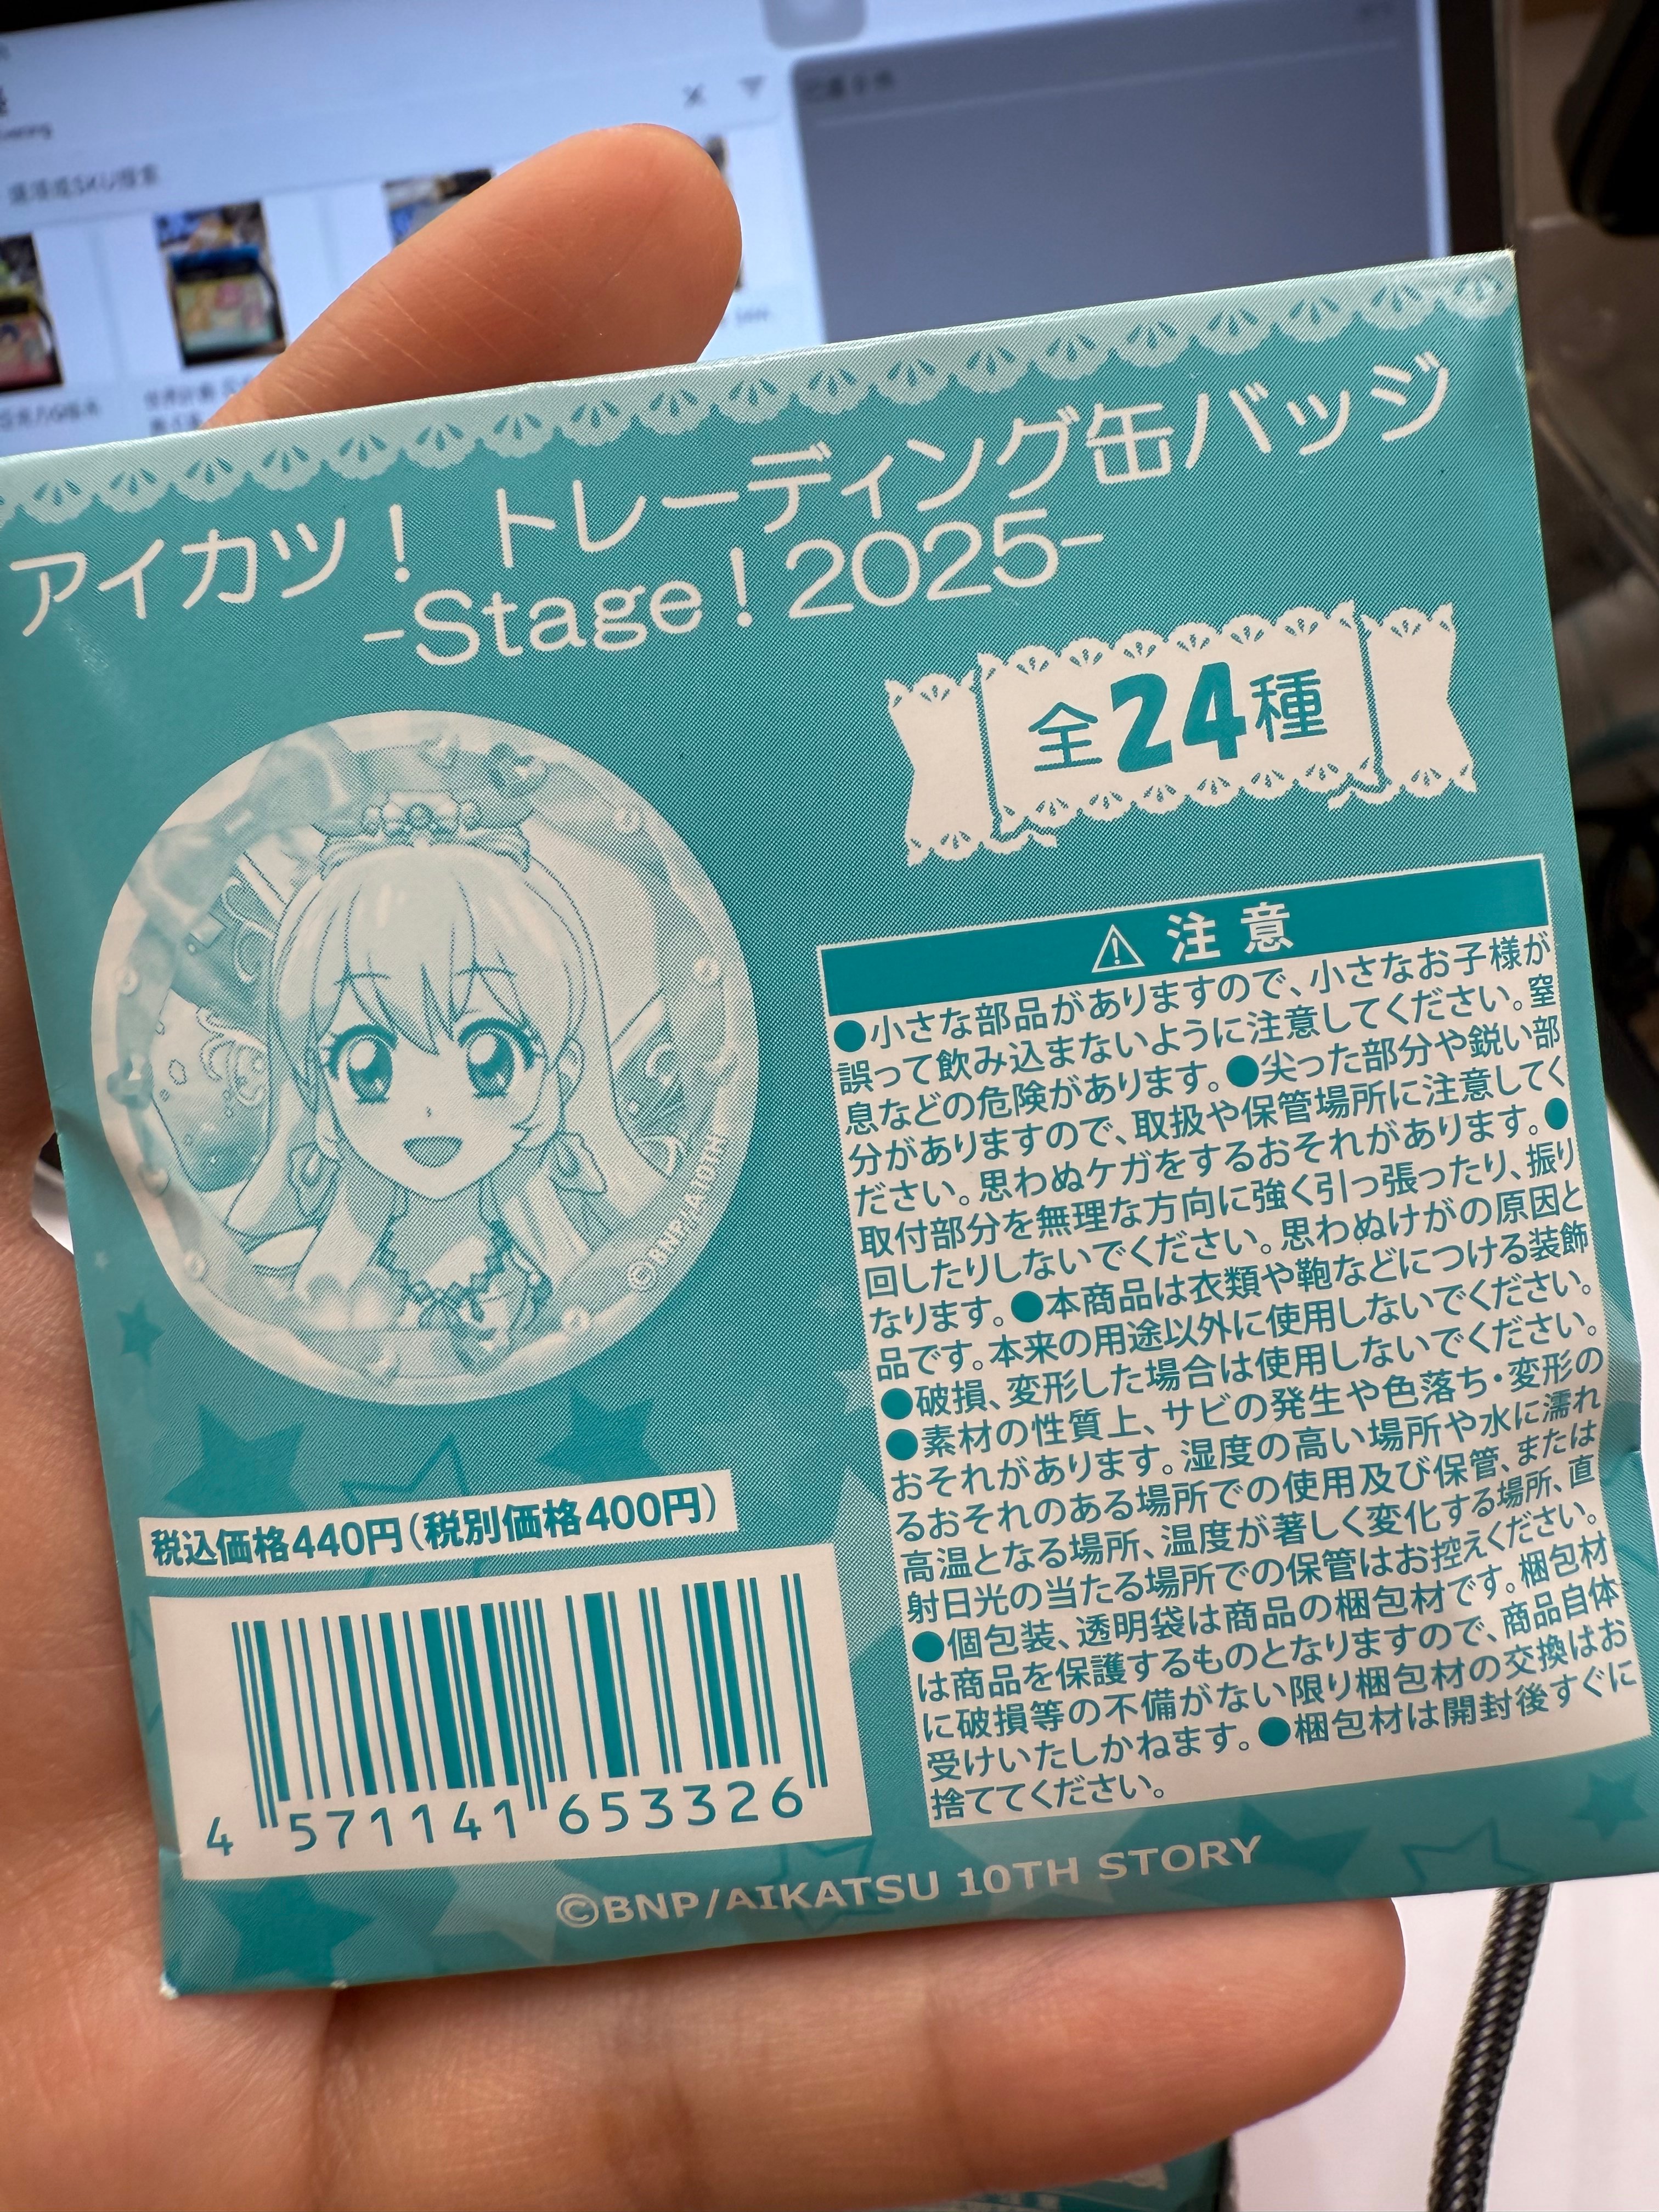 選項或SKU搜索
アイカツ！ トレーディング缶バッジ
-Stage！2025-
全24種
©BNP/AIDTN
⚠ 注意
●小さな部品がありますので、小さなお子様が
誤って飲み込まないように注意してください。窒
息などの危険があります。●尖った部分や鋭い部
分がありますので、取扱や保管場所に注意してく
ださい。思わぬケガをするおそれがあります。●
取付部分を無理な方向に強く引っ張ったり、振り
回したりしないでください。思わぬけがの原因と
なります。●本商品は衣類や鞄などにつける装飾
品です。本来の用途以外に使用しないでください。
●破損、変形した場合は使用しないでください。
●素材の性質上、サビの発生や色落ち・変形の
おそれがあります。湿度の高い場所や水に濡れ
るおそれのある場所での使用及び保管、または
高温となる場所、温度が著しく変化する場所、直
射日光の当たる場所での保管はお控えください。
●個包装、透明袋は商品の梱包材です。梱包材
は商品を保護するものとなりますので、商品自体
に破損等の不備がない限り梱包材の交換はお
受けいたしかねます。●梱包材は開封後すぐに
捨ててください。
税込価格440円(税別価格400円)
4 571141 653326
©BNP/AIKATSU 10TH STORY